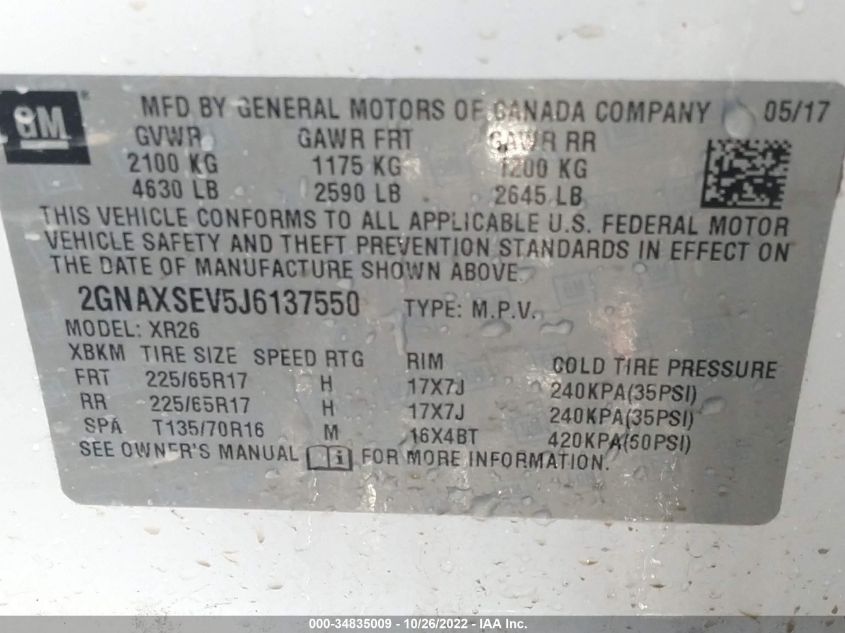 GM ® MFD BY GENERAL MOTORS OF CANADA COMPANY 05/17
GVWR GAWR FRT GAWR RR
2100 KG 1175 KG 1200 KG
4630 LB 2590 LB 2645 LB
THIS VEHICLE CONFORMS TO ALL APPLICABLE U.S. FEDERAL MOTOR
VEHICLE SAFETY AND THEFT PREVENTION STANDARDS IN EFFECT ON
THE DATE OF MANUFACTURE SHOWN ABOVE.
2GNAXSEV5J6137550 TYPE: M.P.V.
MODEL: XR26
XBKM TIRE SIZE SPEED RTG RIM COLD TIRE PRESSURE
FRT 225/65R17 H 17X7J 240KPA(35PSI)
RR 225/65R17 H 17X7J 240KPA(35PSI)
SPA T135/70R16 M 16X4BT 420KPA(60PSI)
SEE OWNER'S MANUAL i FOR MORE INFORMATION.
000-34835009 - 10/26/2022 - IAA Inc.